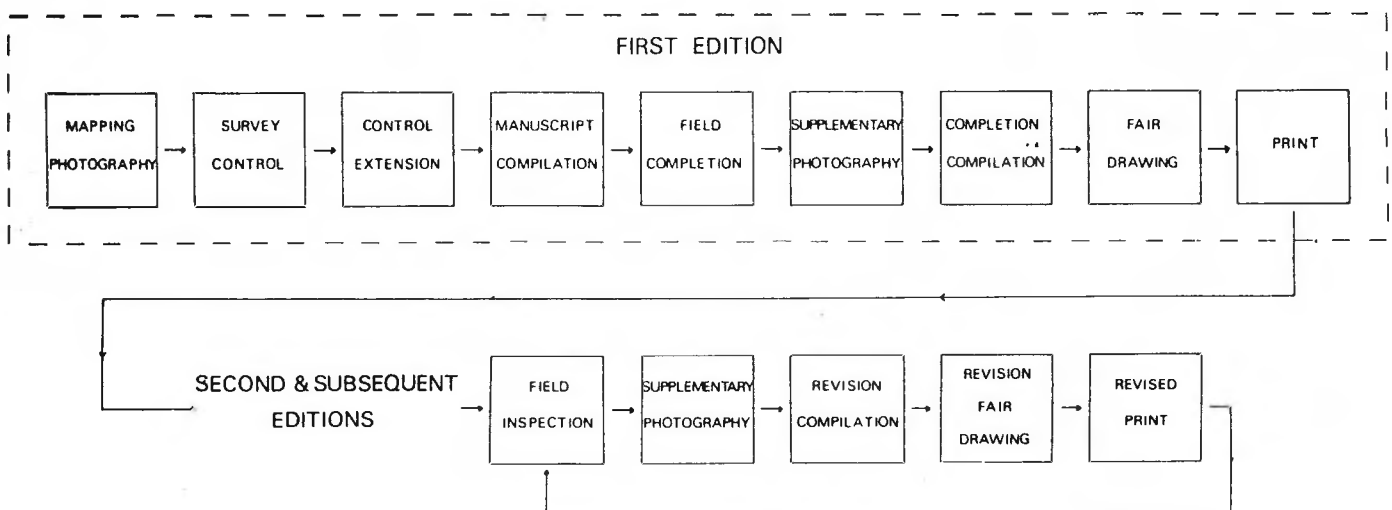 FIRST EDITION
MAPPING
PHOTOGRAPHY
SURVEY
CONTROL
CONTROL
EXTENSION
MANUSCRIPT
COMPILATION
FIELD
COMPLETION
SUPPLEMENTARY
PHOTOGRAPHY
COMPLETION
COMPILATION
FAIR
DRAWING
PRINT
SECOND & SUBSEQUENT
EDITIONS
FIELD
INSPECTION
SUPPLEMENTARY
PHOTOGRAPHY
REVISION
COMPILATION
REVISION
FAIR
DRAWING
REVISED
PRINT